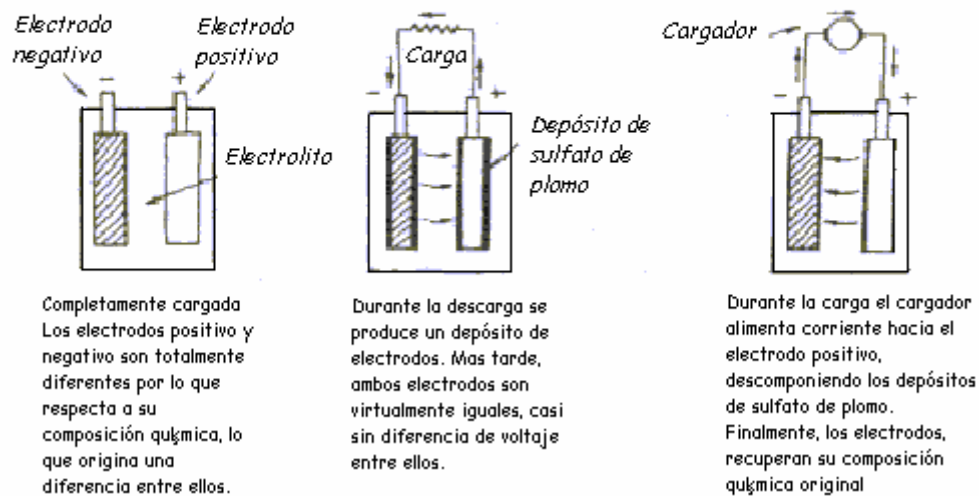 Electrodo
negativo
Electrodo
positivo
−
+
Electrolito
Completamente cargada
Los electrodos positivo y
negativo son totalmente
diferentes por lo que
respecta a su
composición quķmica, lo
que origina una
diferencia entre ellos.
Carga
−
+
Depósito de
sulfato de
plomo
Durante la descarga se
produce un depósito de
electrodos. Mas tarde,
ambos electrodos son
virtualmente iguales, casi
sin diferencia de voltaje
entre ellos.
Cargador
−
+
Durante la carga el cargador
alimenta corriente hacia el
electrodo positivo,
descomponiendo los depósitos
de sulfato de plomo.
Finalmente, los electrodos,
recuperan su composición
quķmica original